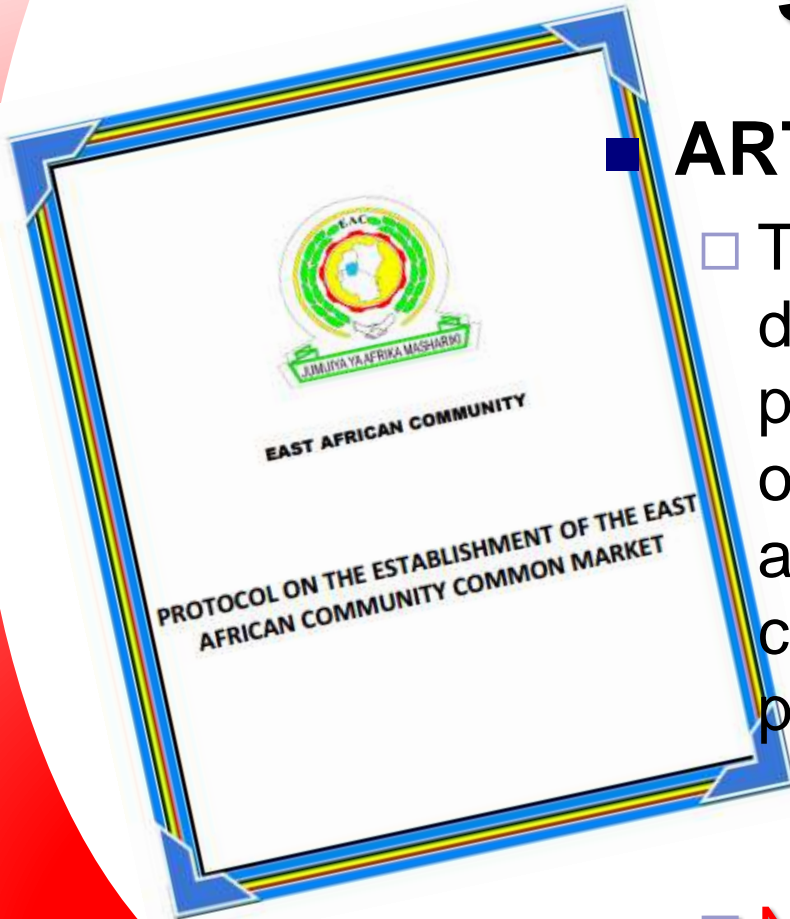 EAC
JUMUIYA YA AFRIKA MASHARIKI
EAST AFRICAN COMMUNITY
PROTOCOL ON THE ESTABLISHMENT OF THE EAST
AFRICAN COMMUNITY COMMON MARKET
ART
T
d
p
o
a
c
p